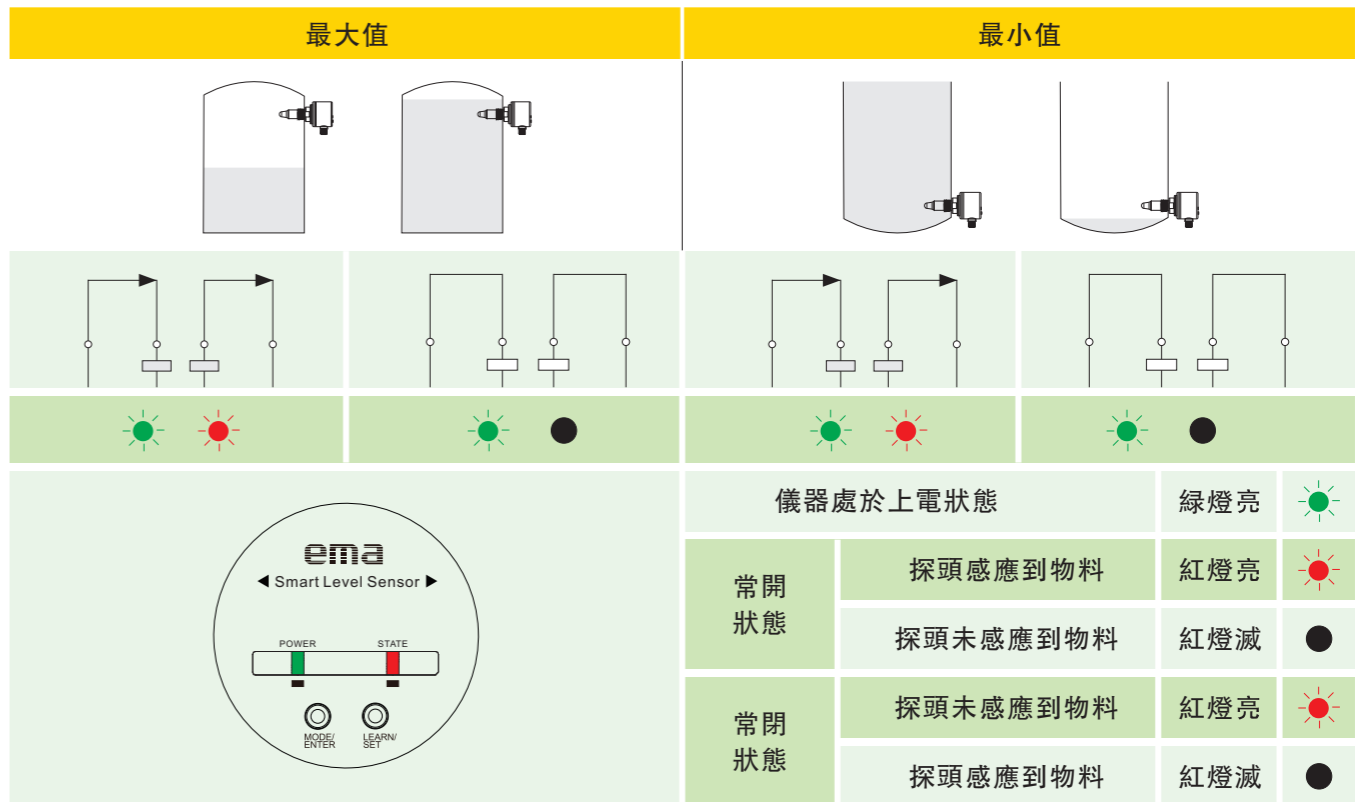 最大值
最小值
ema
◀ Smart Level Sensor ▶
POWER
STATE
MODE/
ENTER
LEARN/
SET
儀器處於上電狀態
緑燈亮
常開
狀態
探頭感應到物料
紅燈亮
探頭未感應到物料
紅燈滅
常閉
狀態
探頭未感應到物料
紅燈亮
探頭感應到物料
紅燈滅